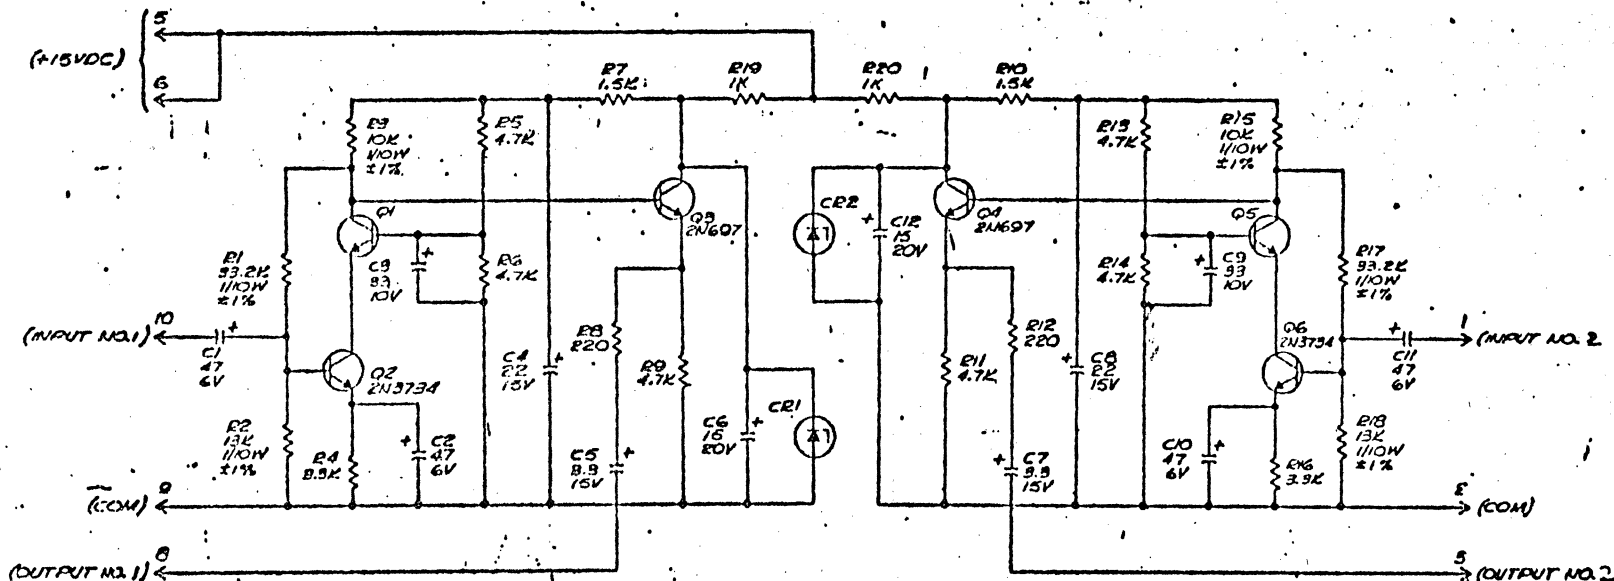 5
(+15VDC)
6
R7
1.5K
R19
1K
R20
1K
R10
1.5K
R3
10K
1/10W
±1%
R5
4.7K
R13
4.7K
R15
10K
1/10W
±1%
Q1
Q3
2N697
CR2
C12
15
20V
Q4
2N697
Q5
R1
93.2K
1/10W
±1%
C3
33
10V
R6
4.7K
R14
4.7K
C9
33
10V
R17
93.2K
1/10W
±1%
10
(INPUT NO.1)
C1
47
6V
Q2
2N3734
C4
22
15V
R8
220
R9
4.7K
R11
4.7K
R12
220
C8
22
15V
Q6
2N3734
1
(INPUT NO. 2
C11
47
6V
R2
13K
1/10W
±1%
R4
3.9K
C2
47
6V
C5
3.3
15V
C6
15
20V
CR1
C7
3.3
15V
C10
47
6V
R16
3.9K
R18
13K
1/10W
±1%
9
(COM)
(COM)
8
(OUTPUT NO. 1)
(OUTPUT NO. 2